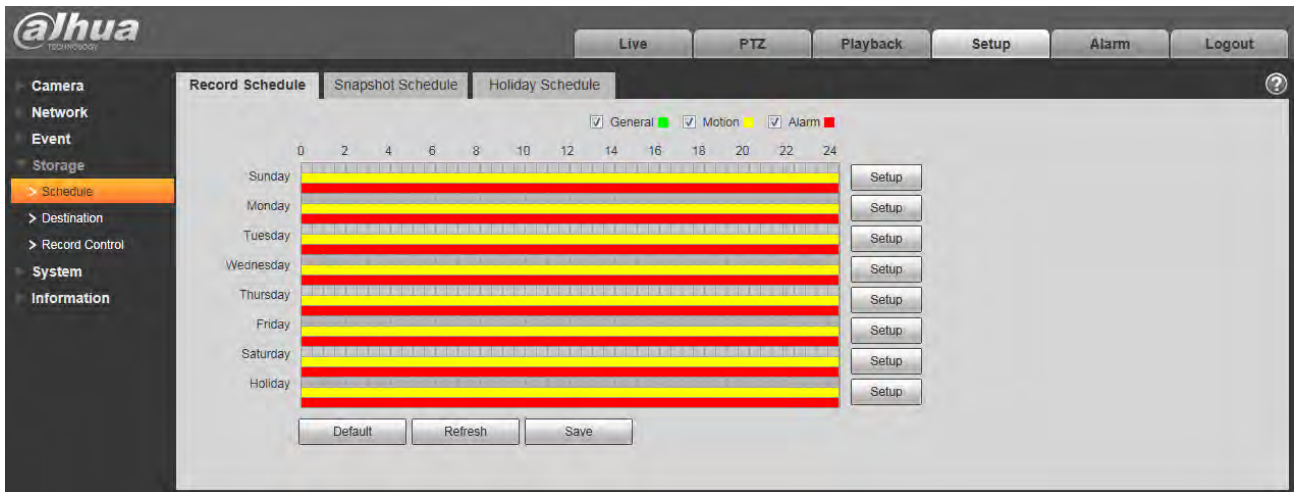 alhua
TECHNOLOGY
Live PTZ Playback Setup Alarm Logout
Camera
Network
Event
Storage
> Schedule
> Destination
> Record Control
System
Information
Record Schedule Snapshot Schedule Holiday Schedule
?
General Motion Alarm
0 2 4 6 8 10 12 14 16 18 20 22 24
Sunday Setup
Monday Setup
Tuesday Setup
Wednesday Setup
Thursday Setup
Friday Setup
Saturday Setup
Holiday Setup
Default Refresh Save